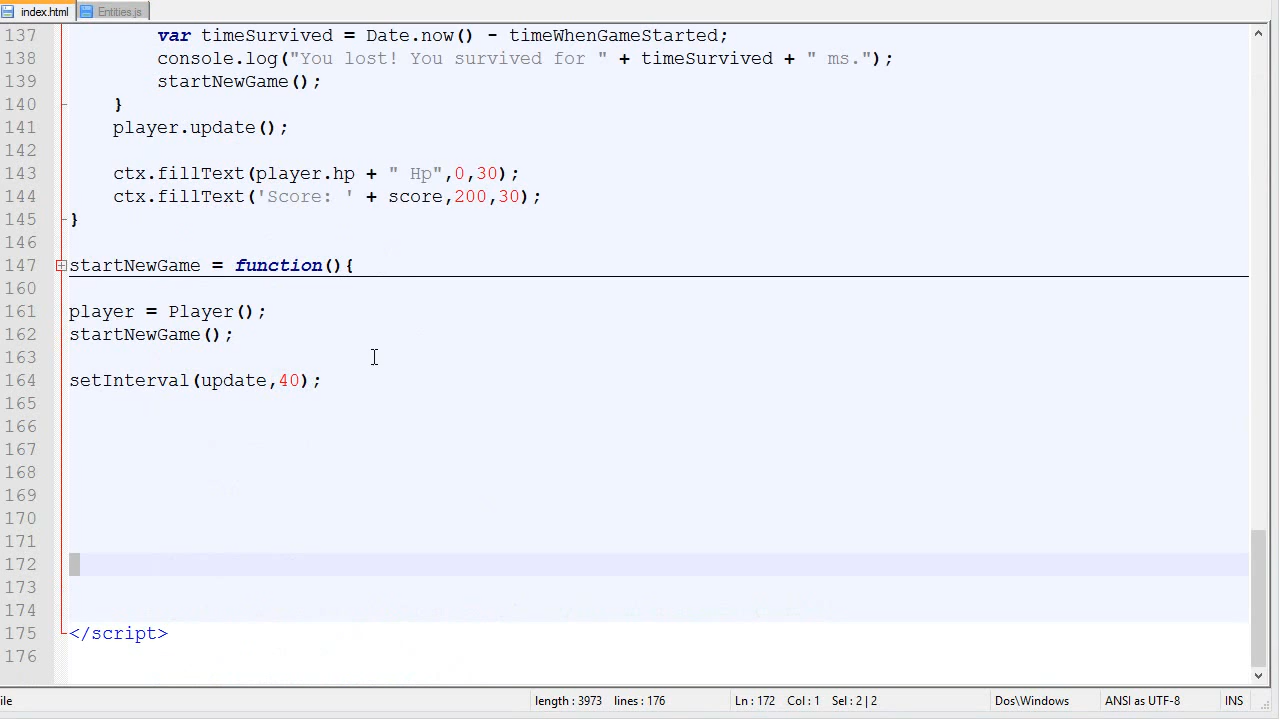 index.html Entities.js
137 var timeSurvived = Date.now() - timeWhenGameStarted;
138 console.log("You lost! You survived for " + timeSurvived + " ms.");
139 startNewGame();
140 }
141 player.update();
142
143 ctx.fillText(player.hp + " Hp",0,30);
144 ctx.fillText('Score: ' + score,200,30);
145 }
146
147 startNewGame = function(){
160
161 player = Player();
162 startNewGame();
163
164 setInterval(update,40);
165
166
167
168
169
170
171
172
173
174
175 </script>
176
ile length : 3973 lines : 176 Ln : 172 Col : 1 Sel : 2 | 2 Dos\Windows ANSI as UTF-8 INS